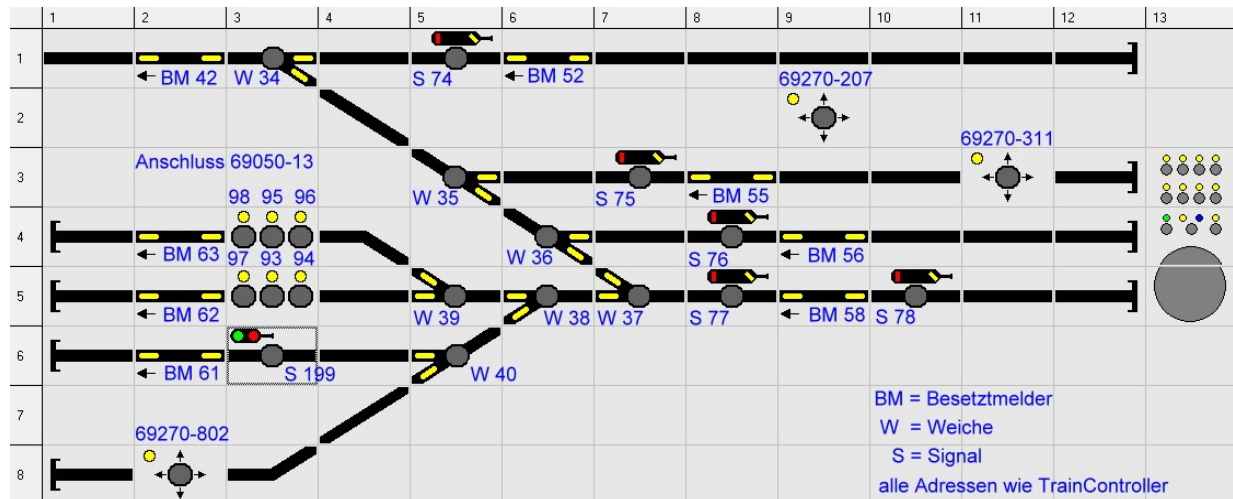 1 2 3 4 5 6 7 8 9 10 11 12 13
1
← BM 42 W 34 S 74 ← BM 52
69270-207
2
69270-311
Anschluss 69050-13
3
W 35 S 75 ← BM 55
98 95 96
4
← BM 63 W 36 S 76 ← BM 56
97 93 94
5
← BM 62 W 39 W 38 W 37 S 77 ← BM 58 S 78
6
← BM 61 S 199 W 40
7
BM = Besetztmelder
W = Weiche
69270-802
S = Signal
8
alle Adressen wie TrainController